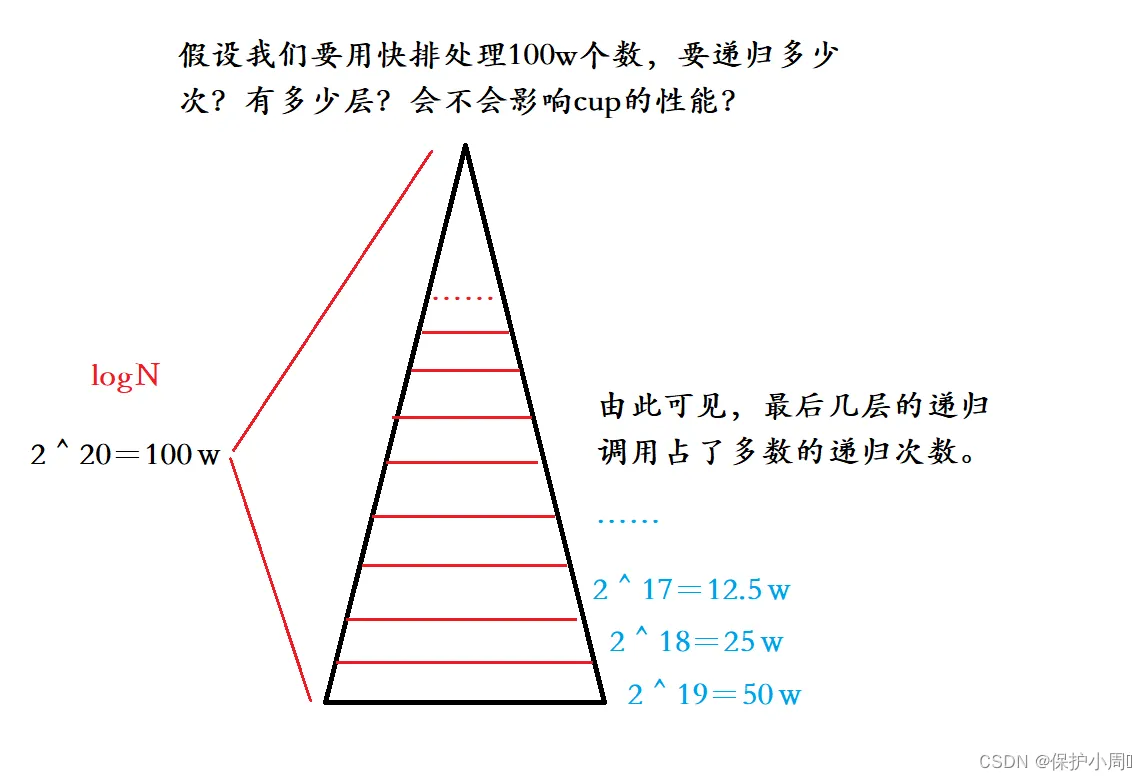 假设我们要用快排处理100w个数，要递归多少
次？有多少层？会不会影响cup的性能？
······
logN
2 ^ 20＝100 w
由此可见，最后几层的递归
调用占了多数的递归次数。
······
2 ^ 17＝12.5 w
2 ^ 18＝25 w
2 ^ 19＝50 w
CSDN @保护小周